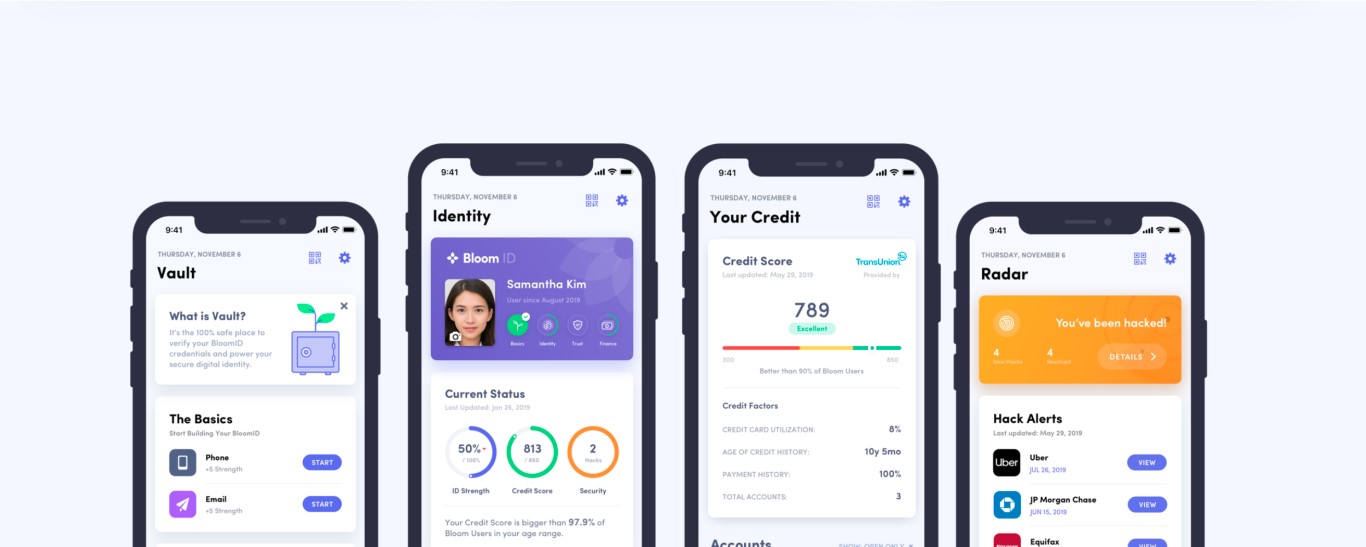 9:41
THURSDAY, NOVEMBER 6
Vault
What is Vault?
It's the 100% safe place to
verify your BloomID
credentials and power your
secure digital identity.
The Basics
Start Building Your BloomID
Phone
+5 Strength
START
Email
+5 Strength
START
9:41
THURSDAY, NOVEMBER 6
Identity
Bloom ID
Samantha Kim
User since August 2019
Basics
Identity
Trust
Finance
Current Status
Last Updated: Jan 26, 2019
50%
/ 100%
813
/ 850
2
Hacks
ID Strength
Credit Score
Security
Your Credit Score is bigger than 97.9% of
Bloom Users in your age range.
9:41
THURSDAY, NOVEMBER 6
Your Credit
Credit Score
Last updated: May 29, 2019
TransUnion
Provided by
789
Excellent
300
850
Better than 90% of Bloom Users
Credit Factors
CREDIT CARD UTILIZATION: 8%
AGE OF CREDIT HISTORY: 10y 5mo
PAYMENT HISTORY: 100%
TOTAL ACCOUNTS: 3
Accounts
SHOW: OPEN ONLY
9:41
THURSDAY, NOVEMBER 6
Radar
You've been hacked!
4
New Hacks
4
DETAILS
Hack Alerts
Last updated: May 29, 2019
Uber
Uber
JUL 26, 2019
VIEW
JP Morgan Chase
JUN 15, 2019
VIEW
Equifax
VIEW